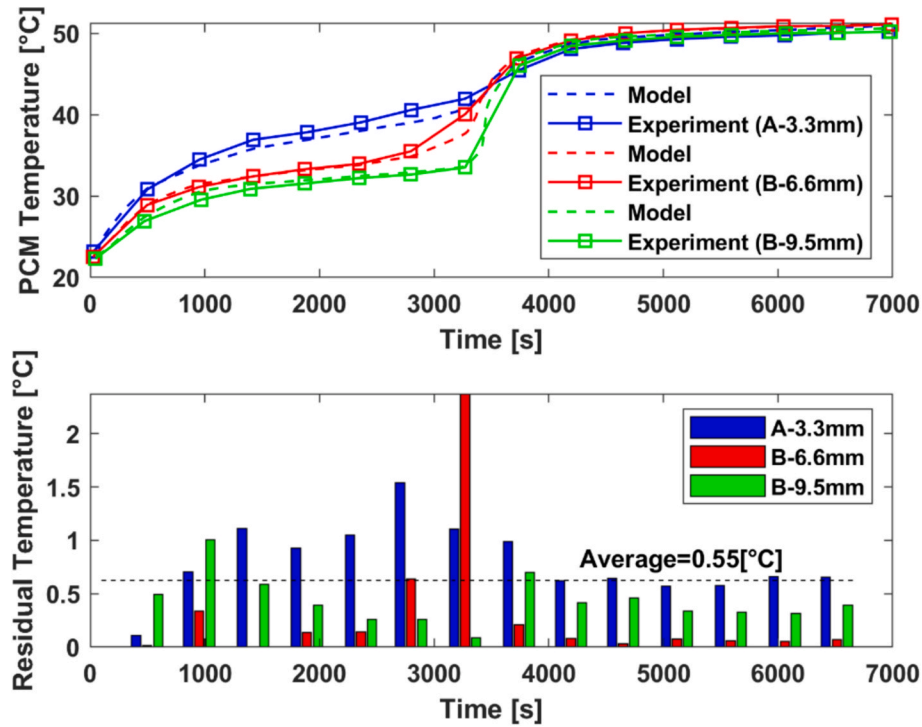 PCM Temperature [°C]
50
40
30
20
Model
Experiment (A-3.3mm)
Model
Experiment (B-6.6mm)
Model
Experiment (B-9.5mm)
0 1000 2000 3000 4000 5000 6000 7000
Time [s]
Residual Temperature [°C]
2
1.5
1
0.5
0
A-3.3mm
B-6.6mm
B-9.5mm
Average=0.55[°C]
0 1000 2000 3000 4000 5000 6000 7000
Time [s]